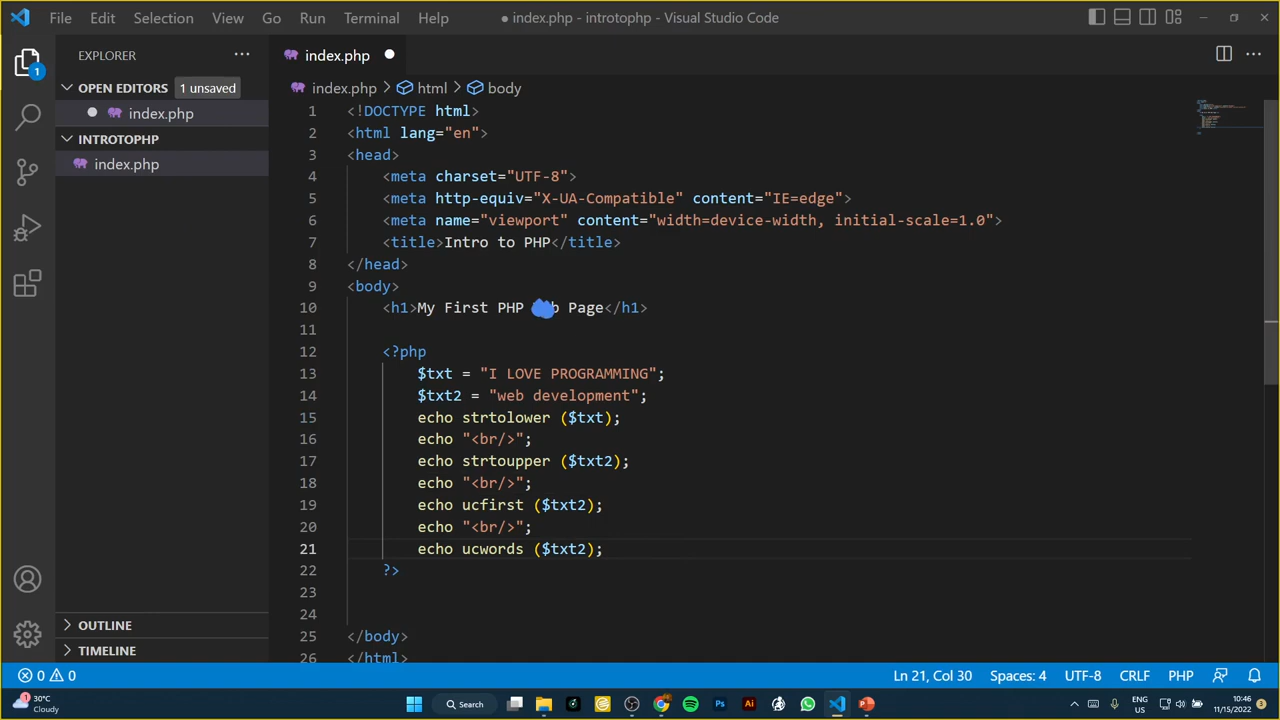 File Edit Selection View Go Run Terminal Help
● index.php - introtophp - Visual Studio Code
EXPLORER
index.php
OPEN EDITORS 1 unsaved
index.php
INTROTOPHP
index.php
index.php > html > body
1 <!DOCTYPE html>
2 <html lang="en">
3 <head>
4 <meta charset="UTF-8">
5 <meta http-equiv="X-UA-Compatible" content="IE=edge">
6 <meta name="viewport" content="width=device-width, initial-scale=1.0">
7 <title>Intro to PHP</title>
8 </head>
9 <body>
10 <h1>My First PHP Page</h1>
11
12 <?php
13 $txt = "I LOVE PROGRAMMING";
14 $txt2 = "web development";
15 echo strtolower ($txt);
16 echo "<br/>";
17 echo strtoupper ($txt2);
18 echo "<br/>";
19 echo ucfirst ($txt2);
20 echo "<br/>";
21 echo ucwords ($txt2);
22 ?>
23
24
25 </body>
26 </html>
OUTLINE
TIMELINE
1
0 0
Ln 21, Col 30 Spaces: 4 UTF-8 CRLF PHP
1
30°C
Cloudy
Search
Ps
Ai
ENG
US
10:46
11/15/2022